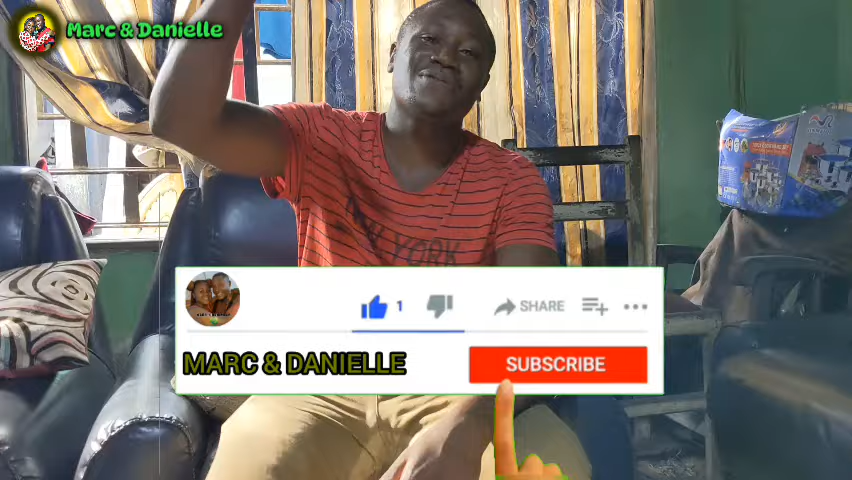 Marc & Danielle
NEW YORK
1
SHARE
MARC & DANIELLE
SUBSCRIBE